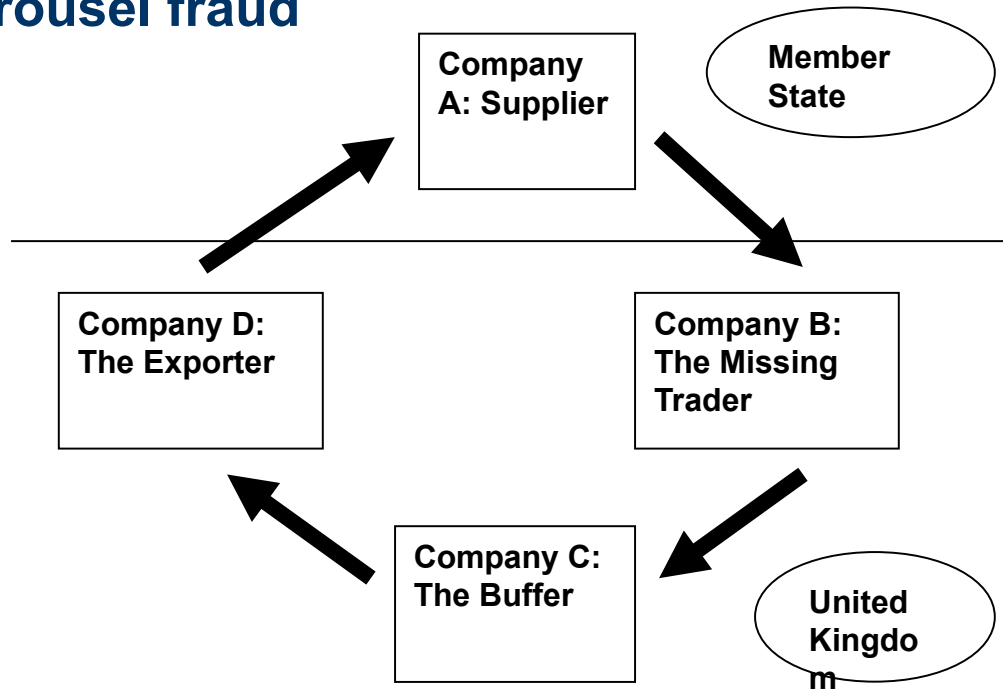 rousel fraud
Company
A: Supplier
Member
State
Company D:
The Exporter
Company B:
The Missing
Trader
Company C:
The Buffer
United
Kingdo
m